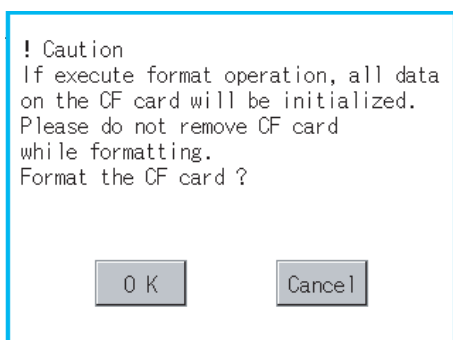 ! Caution
If execute format operation, all data
on the CF card will be initialized.
Please do not remove CF card
while formatting.
Format the CF card ?
O K
Cancel